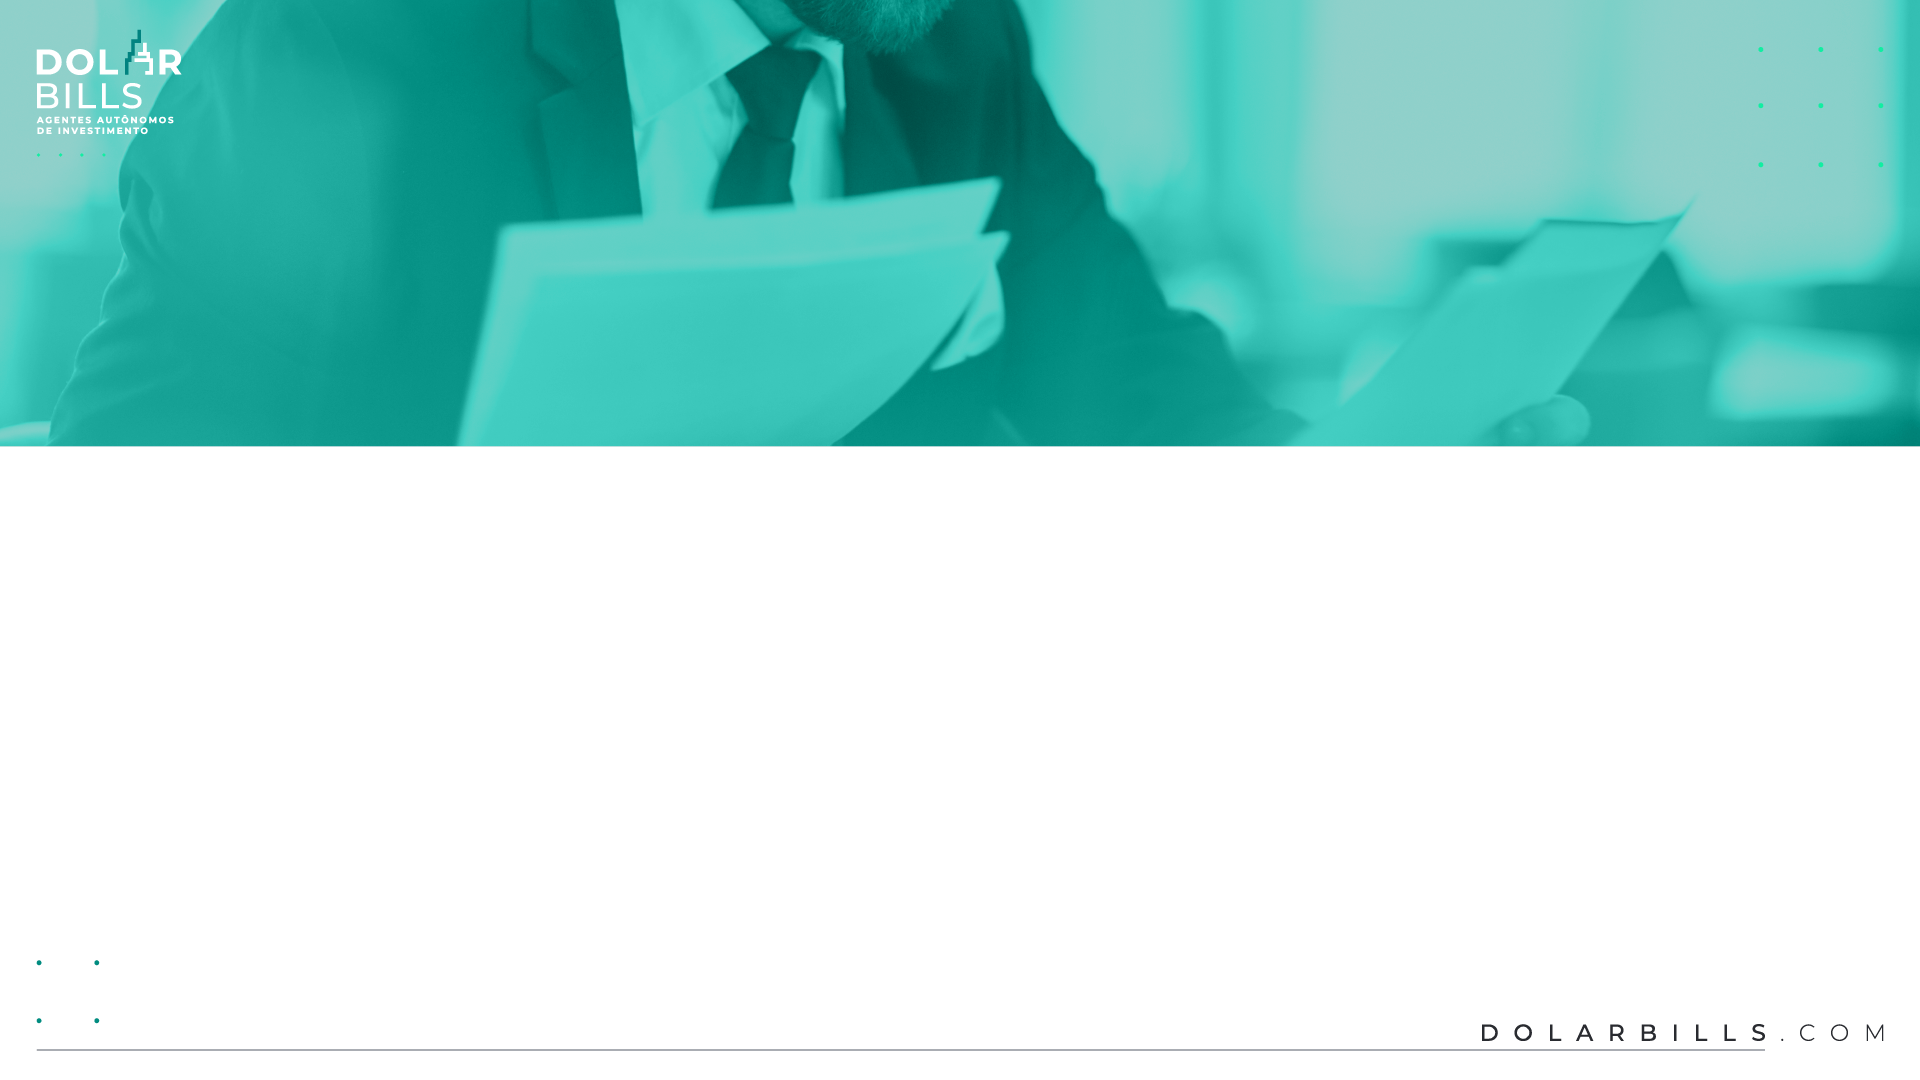 DOLAR
BILLS
AGENTES AUTÔNOMOS
DE INVESTIMENTO
DOLARBILLS.COM